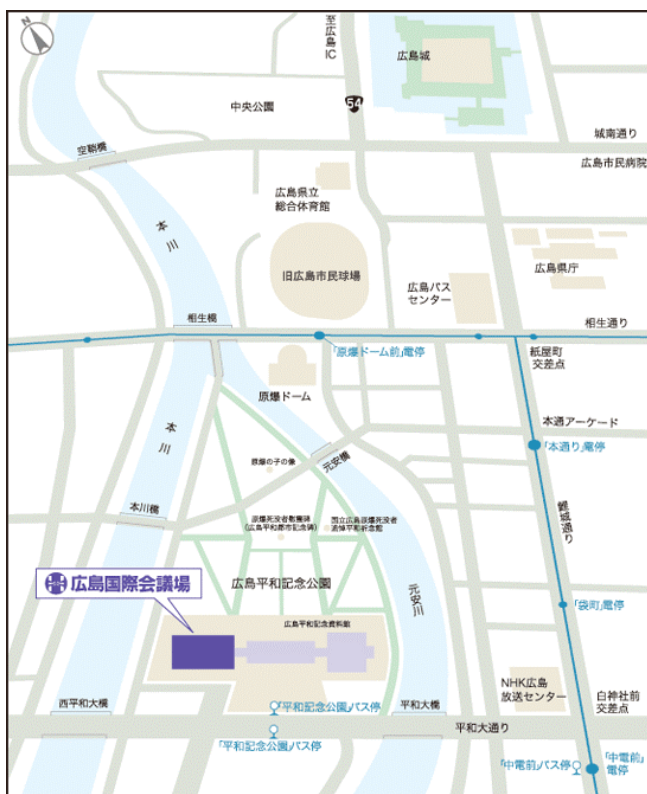 N
至広島
IC
54
広島城
中央公園
城南通り
空鞘橋
広島市民病院
広島県立
総合体育館
本川
旧広島市民球場
広島バス
センター
広島県庁
相生橋
相生通り
「原爆ドーム前」電停
紙屋町
交差点
原爆ドーム
本通アーケード
「本通り」電停
本川
元安橋
原爆の子の像
本川橋
鯉城通り
原爆死没者慰霊碑
(広島平和都市記念碑)
国立広島原爆死没者
追悼平和祈念館
広島国際会議場
広島平和記念公園
元安川
「袋町」電停
広島平和記念資料館
NHK広島
放送センター
白神社前
交差点
西平和大橋
「平和記念公園」バス停
平和大橋
平和大通り
「平和記念公園」バス停
「中電前」バス停
「中電前」
電停